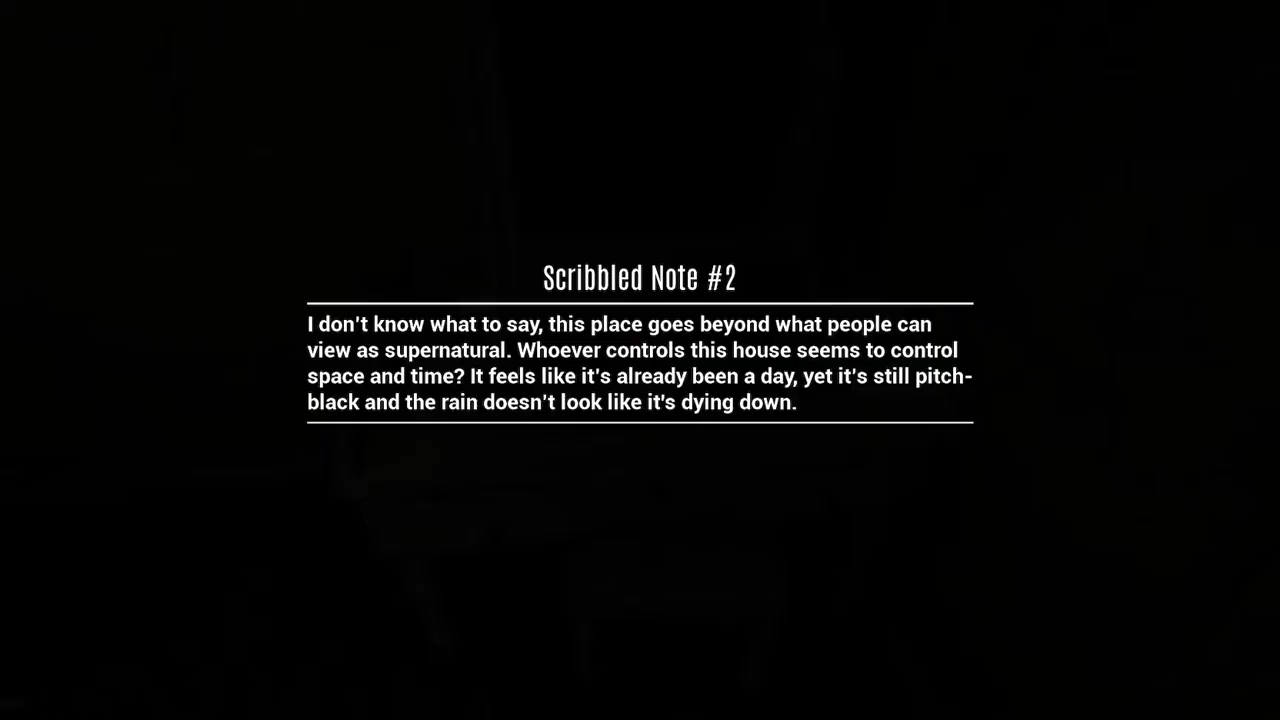 Scribbled Note #2
I don't know what to say, this place goes beyond what people can
view as supernatural. Whoever controls this house seems to control
space and time? It feels like it's already been a day, yet it's still pitch-
black and the rain doesn't look like it's dying down.